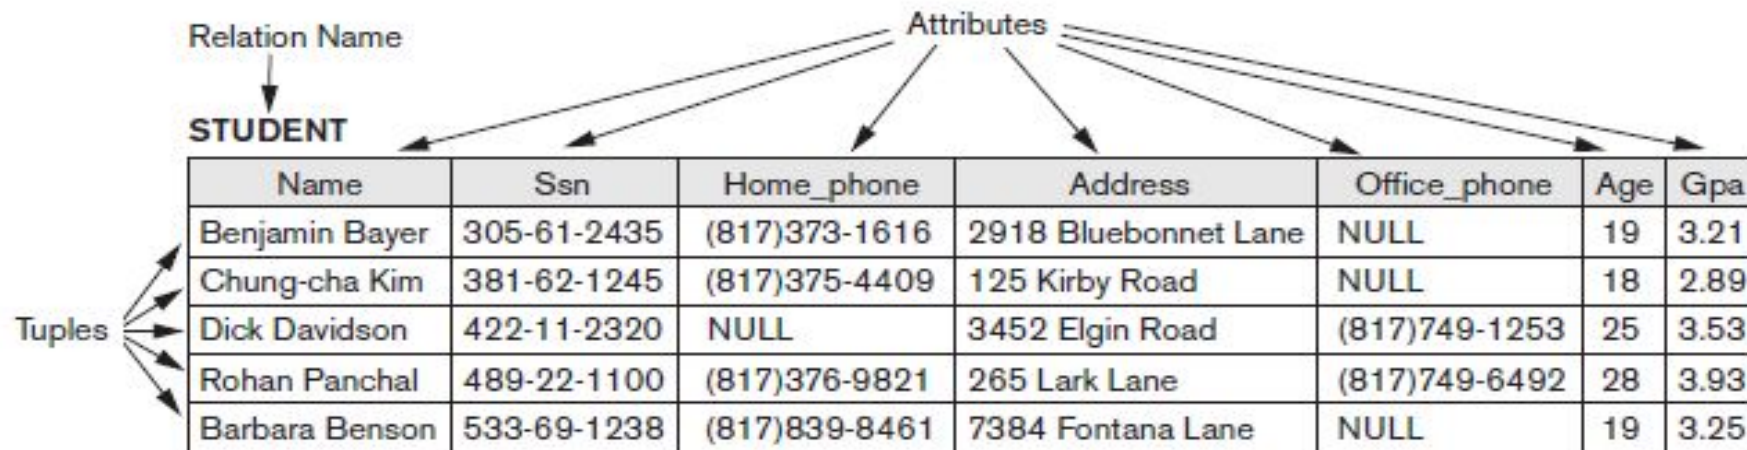 Attributes
Relation Name
STUDENT
Name Ssn Home_phone Address Office_phone Age Gpa
Benjamin Bayer 305-61-2435 (817)373-1616 2918 Bluebonnet Lane NULL 19 3.21
Chung-cha Kim 381-62-1245 (817)375-4409 125 Kirby Road NULL 18 2.89
Tuples Dick Davidson 422-11-2320 NULL 3452 Elgin Road (817)749-1253 25 3.53
Rohan Panchal 489-22-1100 (817)376-9821 265 Lark Lane (817)749-6492 28 3.93
Barbara Benson 533-69-1238 (817)839-8461 7384 Fontana Lane NULL 19 3.25